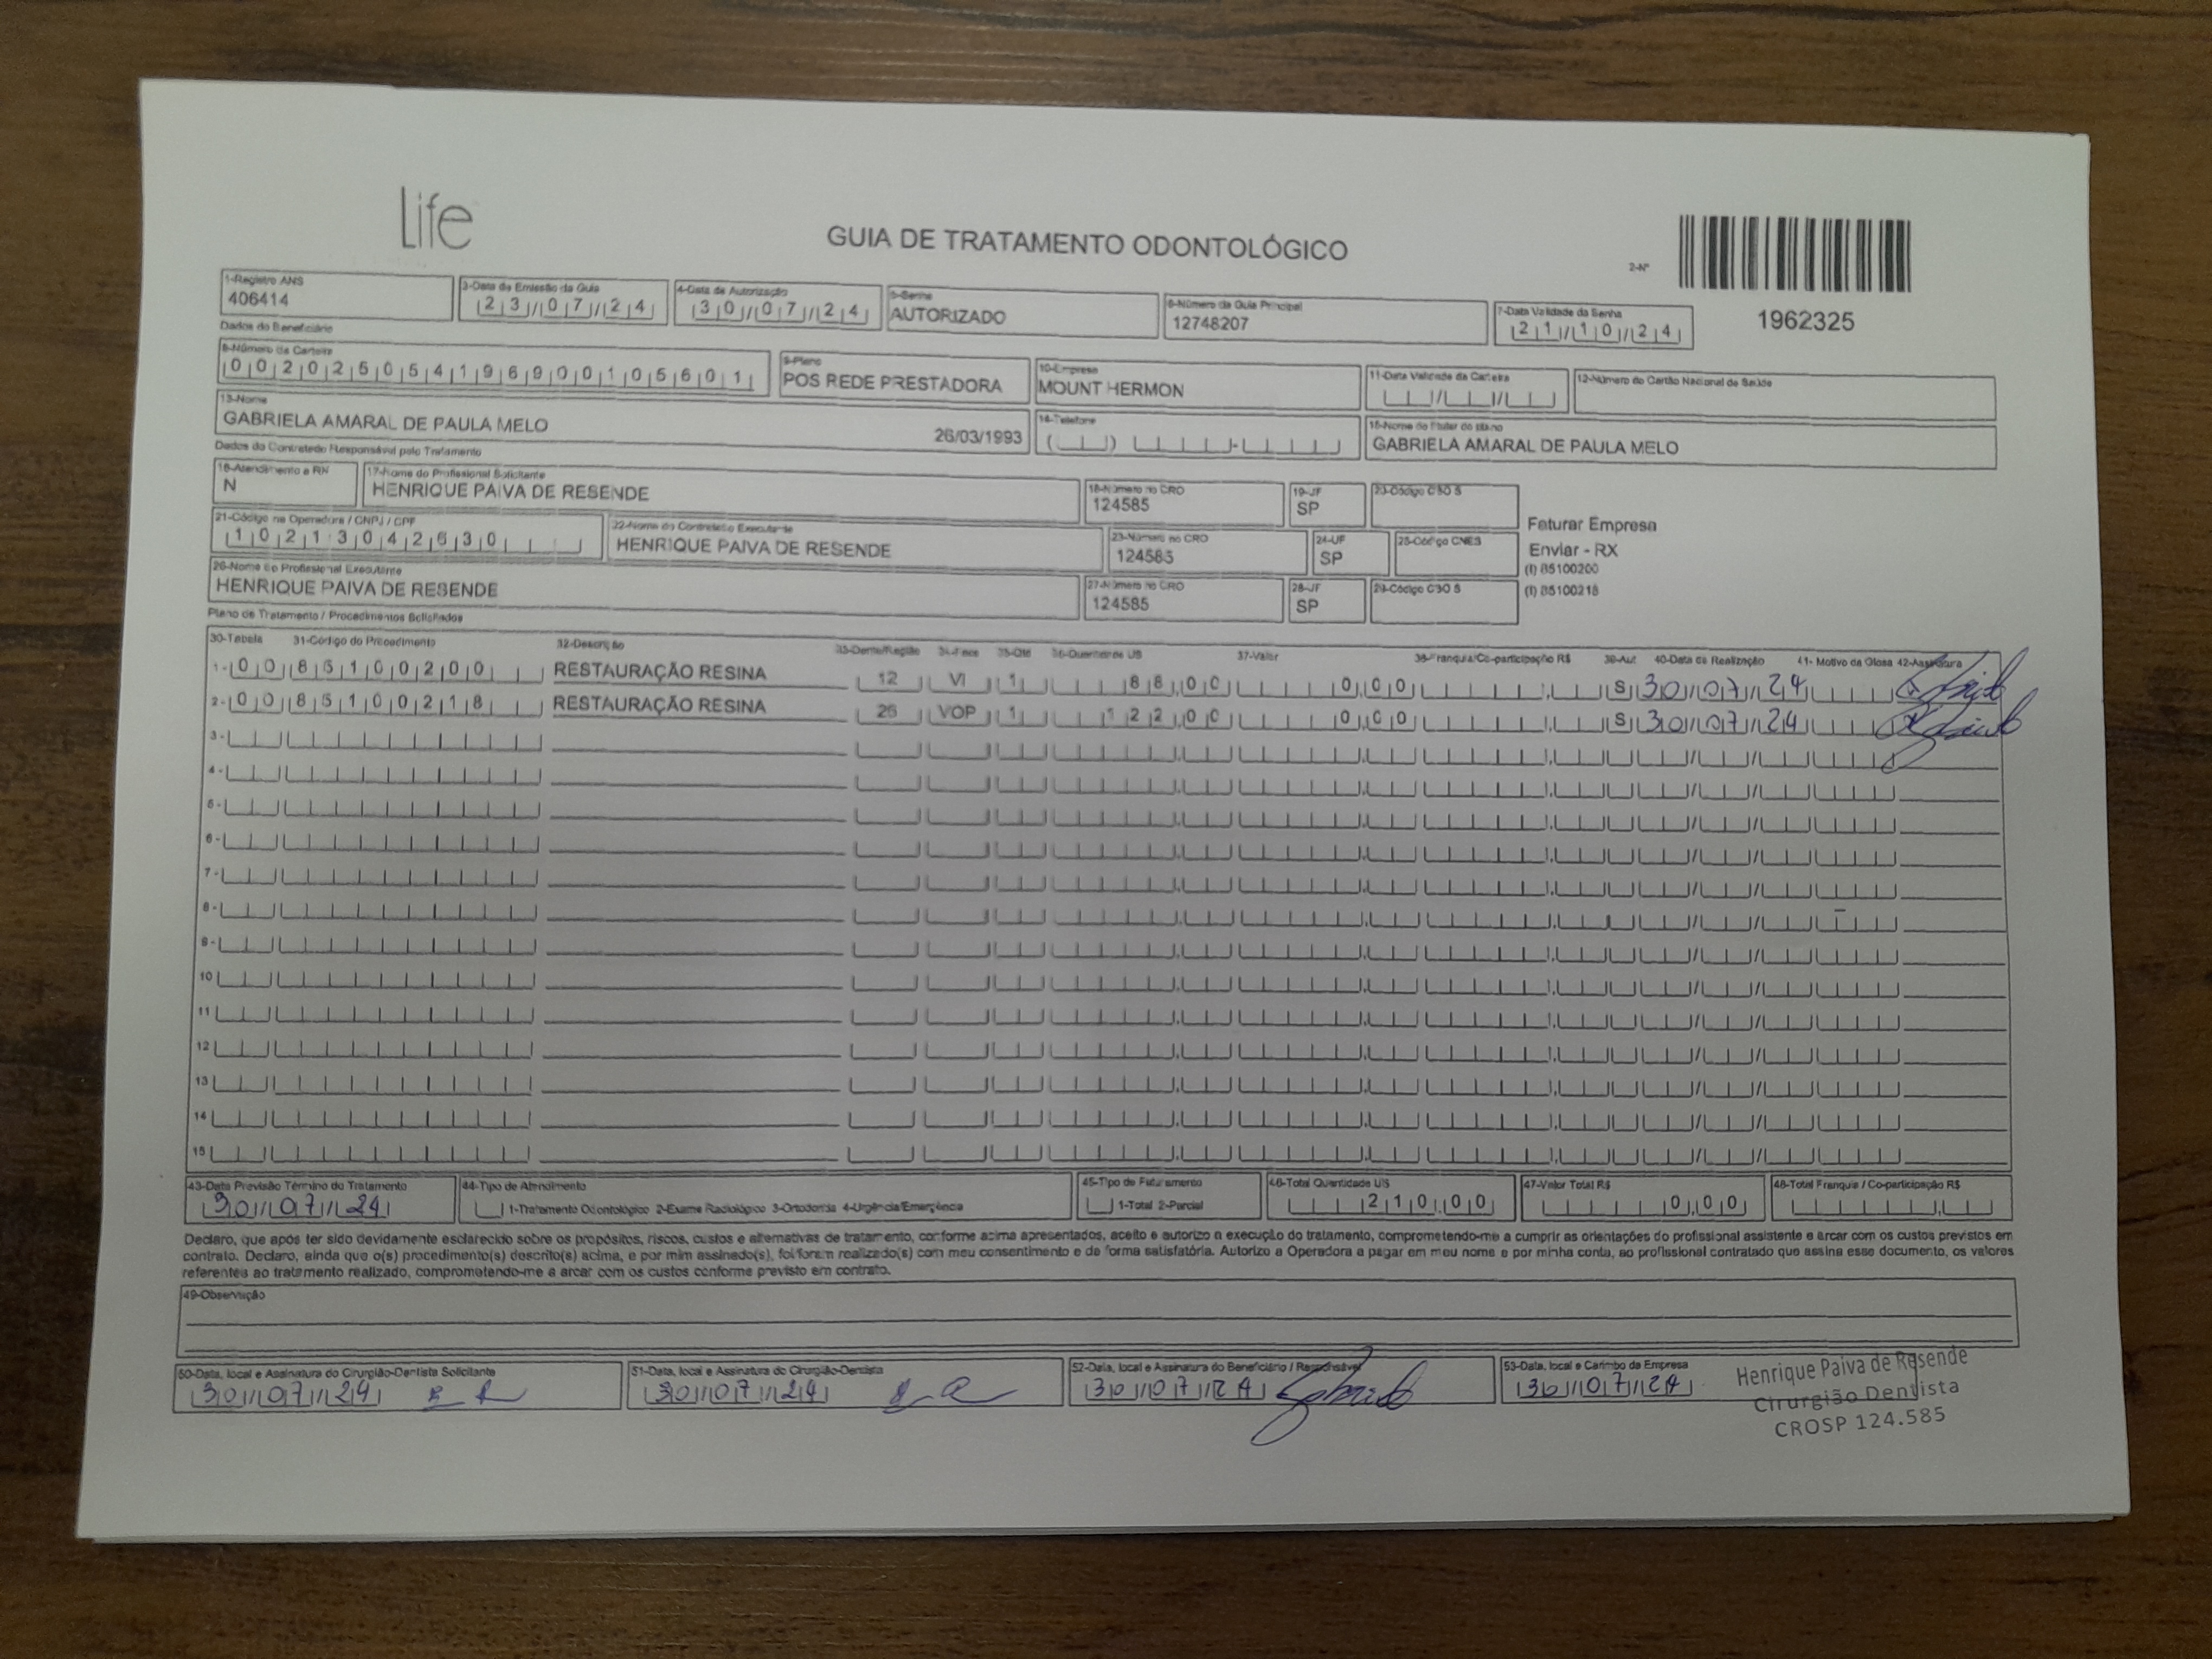 Life
GUIA DE TRATAMENTO ODONTOLÓGICO
2-Nº
1962325
1-Registro ANS
406414
3-Data de Emissão da Guia
23/07/24
4-Data de Autorização
30/07/24
5-Senha
AUTORIZADO
6-Número da Guia Principal
12748207
7-Data Validade da Senha
21/10/24
Dados do Beneficiário
8-Número da Carteira
002025054196900105601
9-Plano
POS REDE PRESTADORA
10-Empresa
MOUNT HERMON
11-Data Validade da Carteira
12-Número do Cartão Nacional de Saúde
13-Nome
GABRIELA AMARAL DE PAULA MELO 26/03/1993
14-Telefone
15-Nome do Titular do Plano
GABRIELA AMARAL DE PAULA MELO
Dados do Contratado Responsável pelo Tratamento
16-Atendimento a RN
N
17-Nome do Profissional Solicitante
HENRIQUE PAIVA DE RESENDE
18-Número no CRO
124585
19-UF
SP
20-Código CBO S
21-Código na Operadora / CNPJ / CPF
10213042630
22-Nome do Contratado Executante
HENRIQUE PAIVA DE RESENDE
23-Número no CRO
124585
24-UF
SP
25-Código CNES
26-Nome do Profissional Executante
HENRIQUE PAIVA DE RESENDE
27-Número no CRO
124585
28-UF
SP
29-Código CBO S
Faturar Empresa
Enviar - RX
(I) 85100200
(I) 85100218
Plano de Tratamento / Procedimentos Solicitados
30-Tabela 31-Código do Procedimento 32-Descrição 33-Dente/Região 34-Face 35-Qtd 36-Quantidade US 37-Valor 38-Franquia/Co-participação R$ 39-Aut 40-Data de Realização 41- Motivo da Glosa 42-Assinatura
1- 00 85100200 RESTAURAÇÃO RESINA 12 VI 1 88,00 0,00 S 30/07/24
2- 00 85100218 RESTAURAÇÃO RESINA 26 VOP 1 122,00 0,00 S 30/07/24
3-
4-
5-
6-
7-
8-
9-
10
11
12
13
14
15
43-Data Previsão Término do Tratamento
30/07/24
44-Tipo de Atendimento
1-Tratamento Odontológico 2-Exame Radiológico 3-Ortodontia 4-Urgência/Emergência
45-Tipo de Faturamento
1-Total 2-Parcial
46-Total Quantidade US
210,00
47-Valor Total R$
0,00
48-Total Franquia / Co-participação R$
Declaro, que após ter sido devidamente esclarecido sobre os propósitos, riscos, custos e alternativas de tratamento, conforme acima apresentados, aceito e autorizo a execução do tratamento, comprometendo-me a cumprir as orientações do profissional assistente e arcar com os custos previstos em
contrato. Declaro, ainda que o(s) procedimento(s) descrito(s) acima, e por mim assinado(s), foi/foram realizado(s) com meu consentimento e de forma satisfatória. Autorizo a Operadora a pagar em meu nome e por minha conta, ao profissional contratado que assina esse documento, os valores
referentes ao tratamento realizado, comprometendo-me a arcar com os custos conforme previsto em contrato.
49-Observação
50-Data, local e Assinatura do Cirurgião-Dentista Solicitante
30/07/24
51-Data, local e Assinatura do Cirurgião-Dentista
30/07/24
52-Data, local e Assinatura do Beneficiário / Responsável
30/07/24
53-Data, local e Carimbo da Empresa
30/07/24
Henrique Paiva de Resende
Cirurgião Dentista
CROSP 124.585